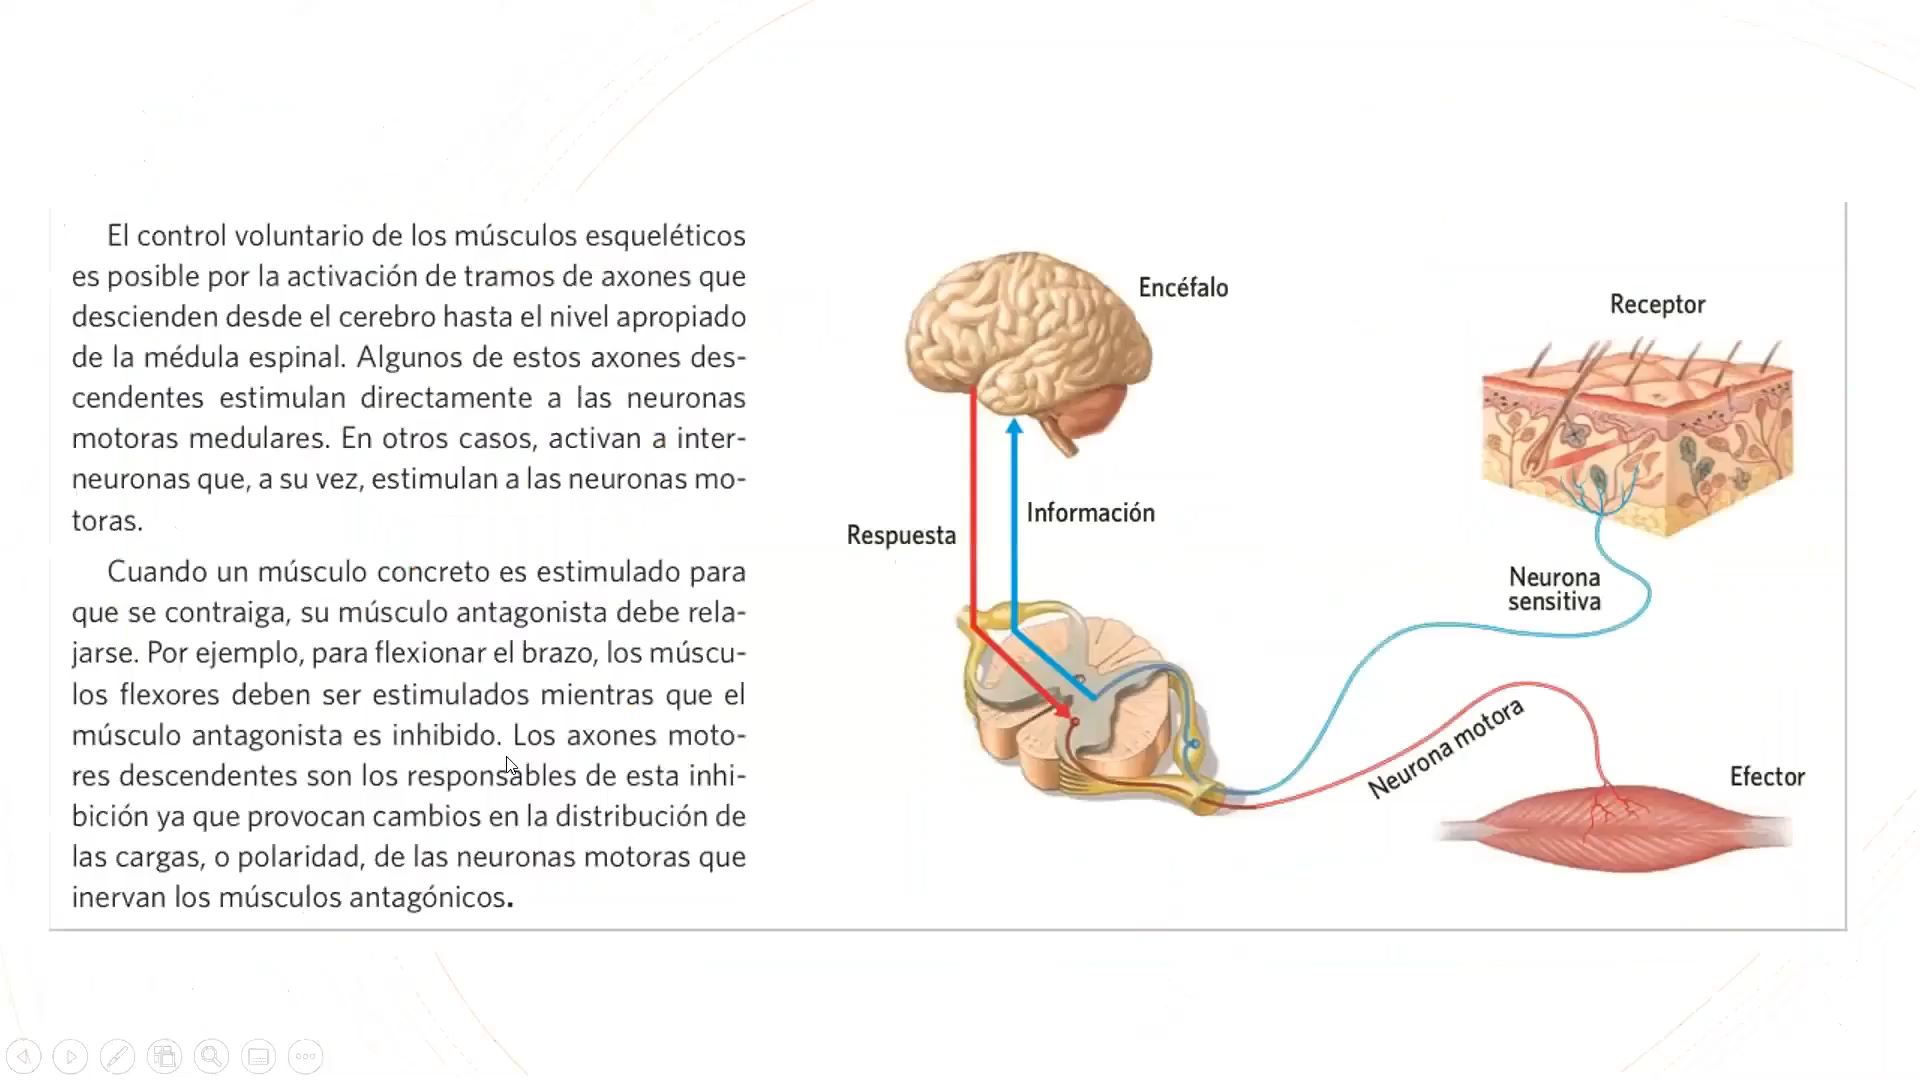 El control voluntario de los músculos esqueléticos
es posible por la activación de tramos de axones que
descienden desde el cerebro hasta el nivel apropiado
de la médula espinal. Algunos de estos axones des-
cendentes estimulan directamente a las neuronas
motoras medulares. En otros casos, activan a inter-
neuronas que, a su vez, estimulan a las neuronas mo-
toras.
Cuando un músculo concreto es estimulado para
que se contraiga, su músculo antagonista debe rela-
jarse. Por ejemplo, para flexionar el brazo, los múscu-
los flexores deben ser estimulados mientras que el
músculo antagonista es inhibido. Los axones moto-
res descendentes son los responsables de esta inhi-
bición ya que provocan cambios en la distribución de
las cargas, o polaridad, de las neuronas motoras que
inervan los músculos antagónicos.
Encéfalo
Receptor
Información
Respuesta
Neurona
sensitiva
Neurona motora
Efector